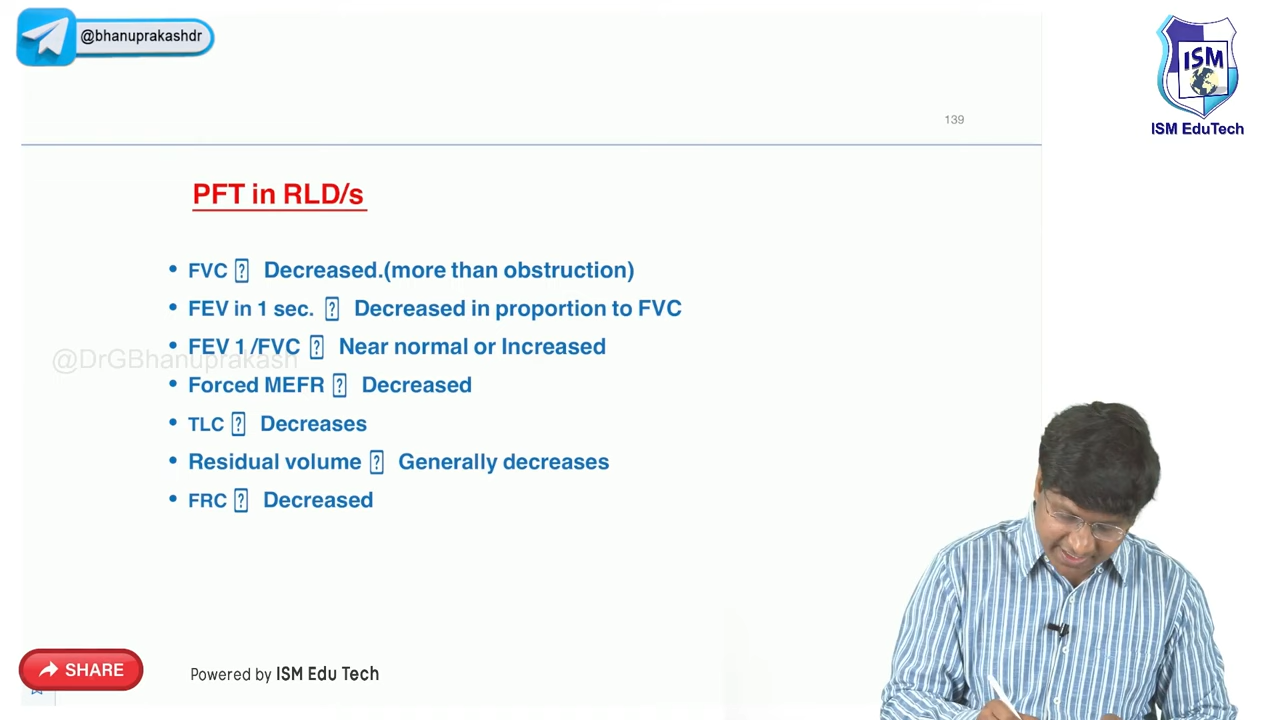 @bhanuprakashdr
ISM
ISM EduTech
139
PFT in RLD/s
• FVC ⍰ Decreased.(more than obstruction)
• FEV in 1 sec. ⍰ Decreased in proportion to FVC
• FEV 1 /FVC ⍰ Near normal or Increased
@DrGBhanuprakash
• Forced MEFR ⍰ Decreased
• TLC ⍰ Decreases
• Residual volume ⍰ Generally decreases
• FRC ⍰ Decreased
SHARE
Powered by ISM Edu Tech